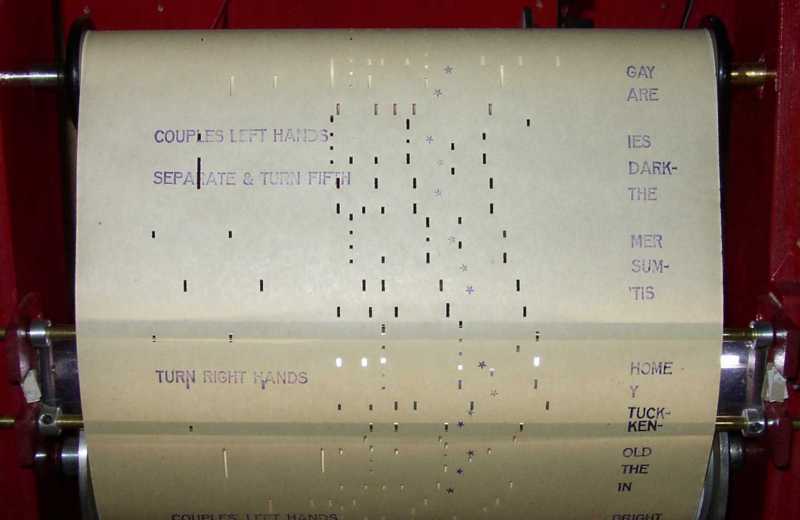 GAY
ARE
COUPLES LEFT HANDS
IES
DARK-
SEPARATE & TURN FIFTH
THE
MER
SUM-
'TIS
HOME
TURN RIGHT HANDS
Y
TUCK-
KEN-
OLD
THE
IN
COUPLES LEFT HANDS
BRIGHT